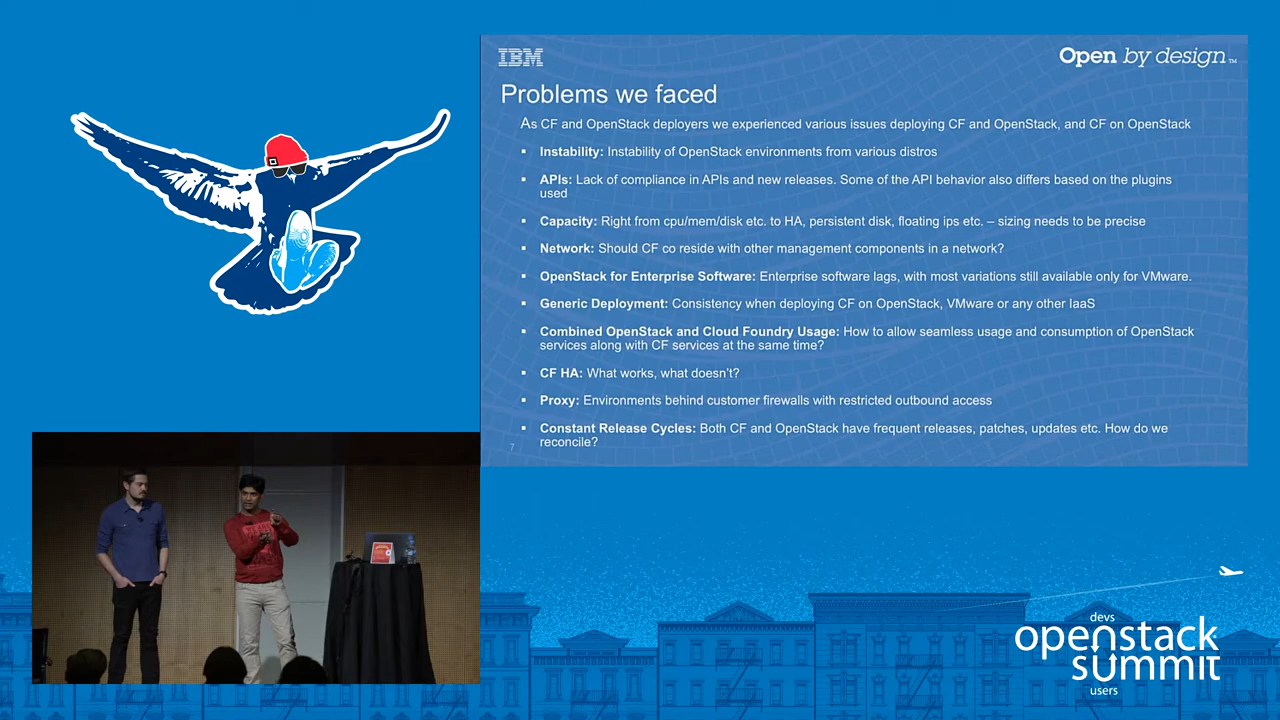 IBM
Open by design™
Problems we faced
As CF and OpenStack deployers we experienced various issues deploying CF and OpenStack, and CF on OpenStack
▪ Instability: Instability of OpenStack environments from various distros
▪ APIs: Lack of compliance in APIs and new releases. Some of the API behavior also differs based on the plugins
used
▪ Capacity: Right from cpu/mem/disk etc. to HA, persistent disk, floating ips etc. – sizing needs to be precise
▪ Network: Should CF co reside with other management components in a network?
▪ OpenStack for Enterprise Software: Enterprise software lags, with most variations still available only for VMware.
▪ Generic Deployment: Consistency when deploying CF on OpenStack, VMware or any other IaaS
▪ Combined OpenStack and Cloud Foundry Usage: How to allow seamless usage and consumption of OpenStack
services along with CF services at the same time?
▪ CF HA: What works, what doesn't?
▪ Proxy: Environments behind customer firewalls with restricted outbound access
▪ Constant Release Cycles: Both CF and OpenStack have frequent releases, patches, updates etc. How do we
reconcile?
7
devs
openstack
summit
users